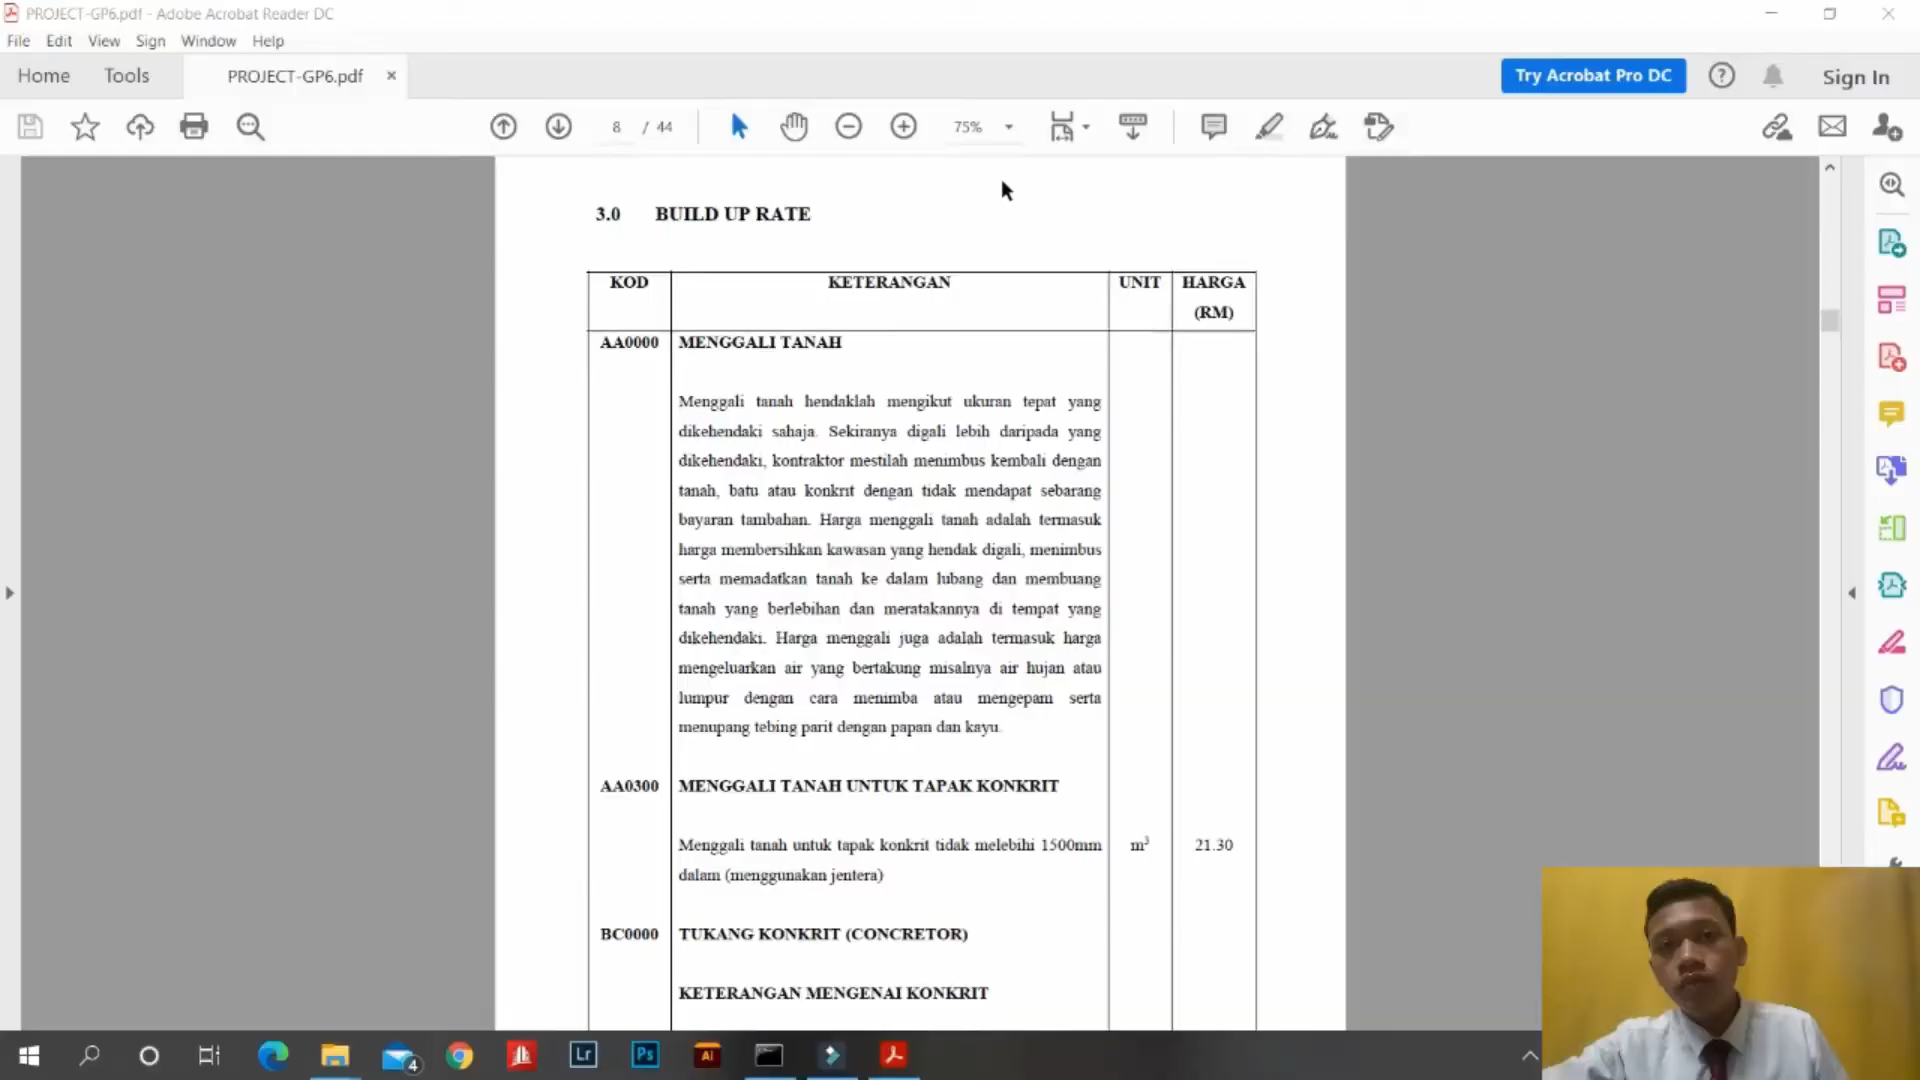 PROJECT-GP6.pdf - Adobe Acrobat Reader DC
File Edit View Sign Window Help
Home Tools PROJECT-GP6.pdf × Try Acrobat Pro DC Sign In
8 / 44 75%
3.0 BUILD UP RATE
KOD KETERANGAN UNIT HARGA
(RM)
AA0000 MENGGALI TANAH
Menggali tanah hendaklah mengikut ukuran tepat yang
dikehendaki sahaja. Sekiranya digali lebih daripada yang
dikehendaki, kontraktor mestilah menimbus kembali dengan
tanah, batu atau konkrit dengan tidak mendapat sebarang
bayaran tambahan. Harga menggali tanah adalah termasuk
harga membersihkan kawasan yang hendak digali, menimbus
serta memadatkan tanah ke dalam lubang dan membuang
tanah yang berlebihan dan meratakannya di tempat yang
dikehendaki. Harga menggali juga adalah termasuk harga
mengeluarkan air yang bertakung misalnya air hujan atau
lumpur dengan cara menimba atau mengepam serta
menupang tebing parit dengan papan dan kayu.
AA0300 MENGGALI TANAH UNTUK TAPAK KONKRIT
Menggali tanah untuk tapak konkrit tidak melebihi 1500mm m³ 21.30
dalam (menggunakan jentera)
BC0000 TUKANG KONKRIT (CONCRETOR)
KETERANGAN MENGENAI KONKRIT
4 Lr Ps Ai